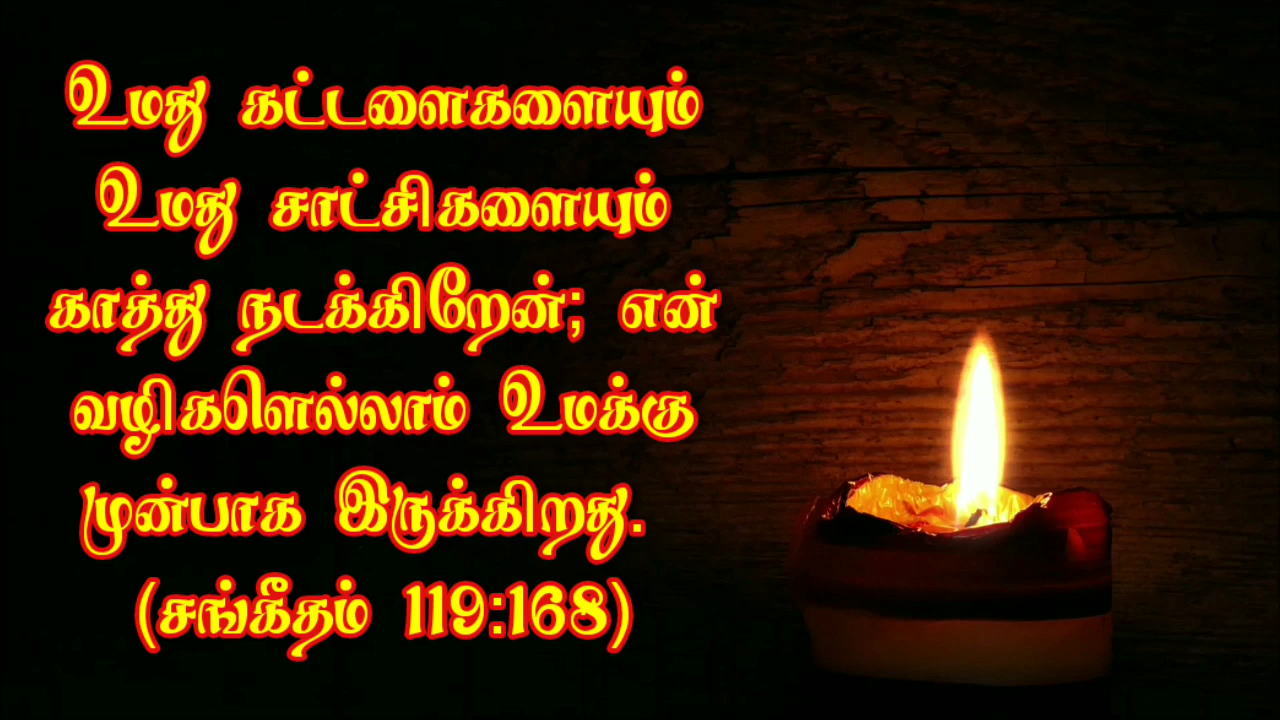 உமது கட்டளைகளையும்
உமது சாட்சிகளையும்
காத்து நடக்கிறேன்; என்
வழிகளெல்லாம் உமக்கு
முன்பாக இருக்கிறது.
(சங்கீதம் 119:168)